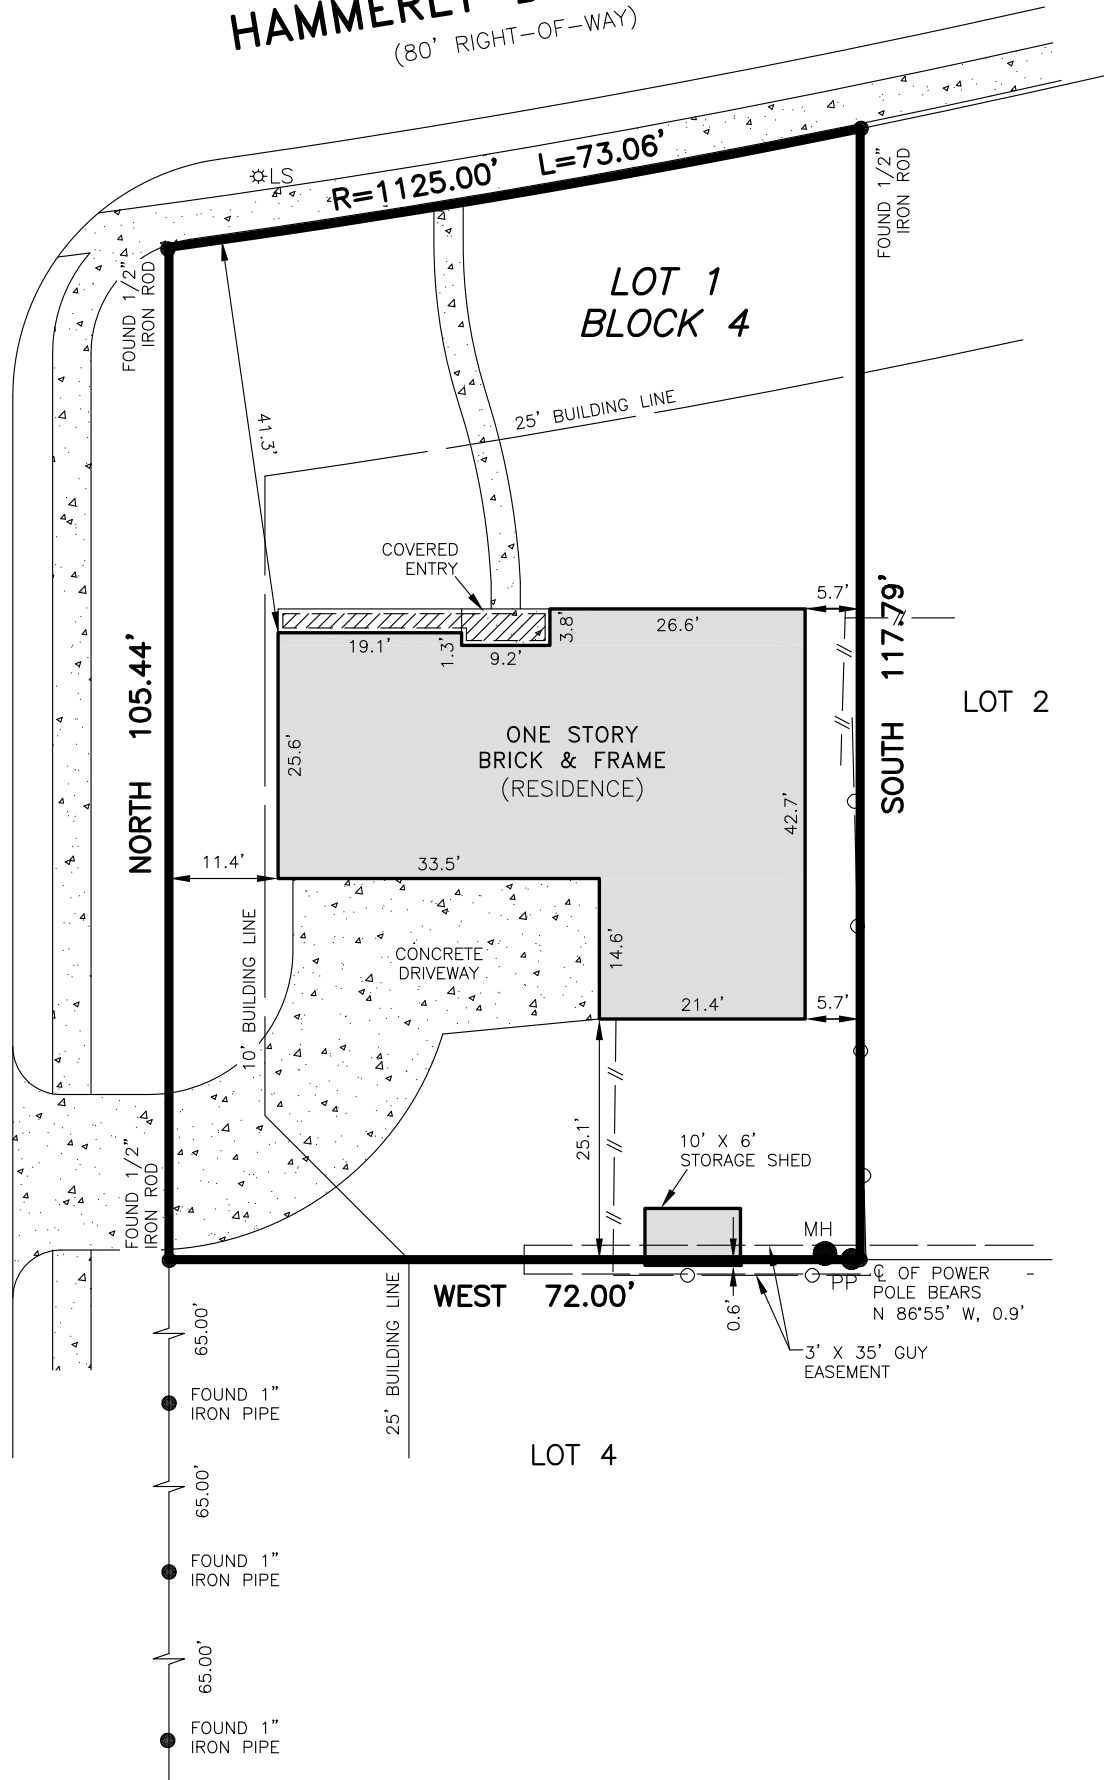 HAMMERLY
(80' RIGHT-OF-WAY)
LS
R=1125.00' L=73.06'
FOUND 1/2"
IRON ROD
FOUND 1/2"
IRON ROD
LOT 1
BLOCK 4
25' BUILDING LINE
41.3'
COVERED
ENTRY
5.7'
19.1'
1.3'
9.2'
3.8'
26.6'
NORTH 105.44'
SOUTH 117.79'
LOT 2
ONE STORY
BRICK & FRAME
(RESIDENCE)
25.6'
42.7'
11.4'
33.5'
10' BUILDING LINE
CONCRETE
DRIVEWAY
14.6'
21.4'
5.7'
25.1'
10' X 6'
STORAGE SHED
FOUND 1/2"
IRON ROD
MH
PP
℄ OF POWER
POLE BEARS
N 86°55' W, 0.9'
WEST 72.00'
0.6'
3' X 35' GUY
EASEMENT
25' BUILDING LINE
65.00'
FOUND 1"
IRON PIPE
LOT 4
65.00'
FOUND 1"
IRON PIPE
65.00'
FOUND 1"
IRON PIPE